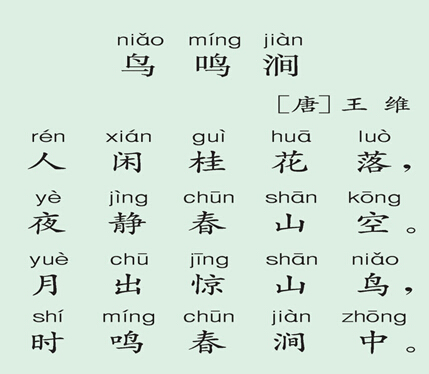 niǎo míng jiàn
鸟 鸣 涧
[唐] 王 维
rén xián guì huā luò
人 闲 桂 花 落，
yè jìng chūn shān kōng
夜 静 春 山 空。
yuè chū jīng shān niǎo
月 出 惊 山 鸟，
shí míng chūn jiàn zhōng
时 鸣 春 涧 中。